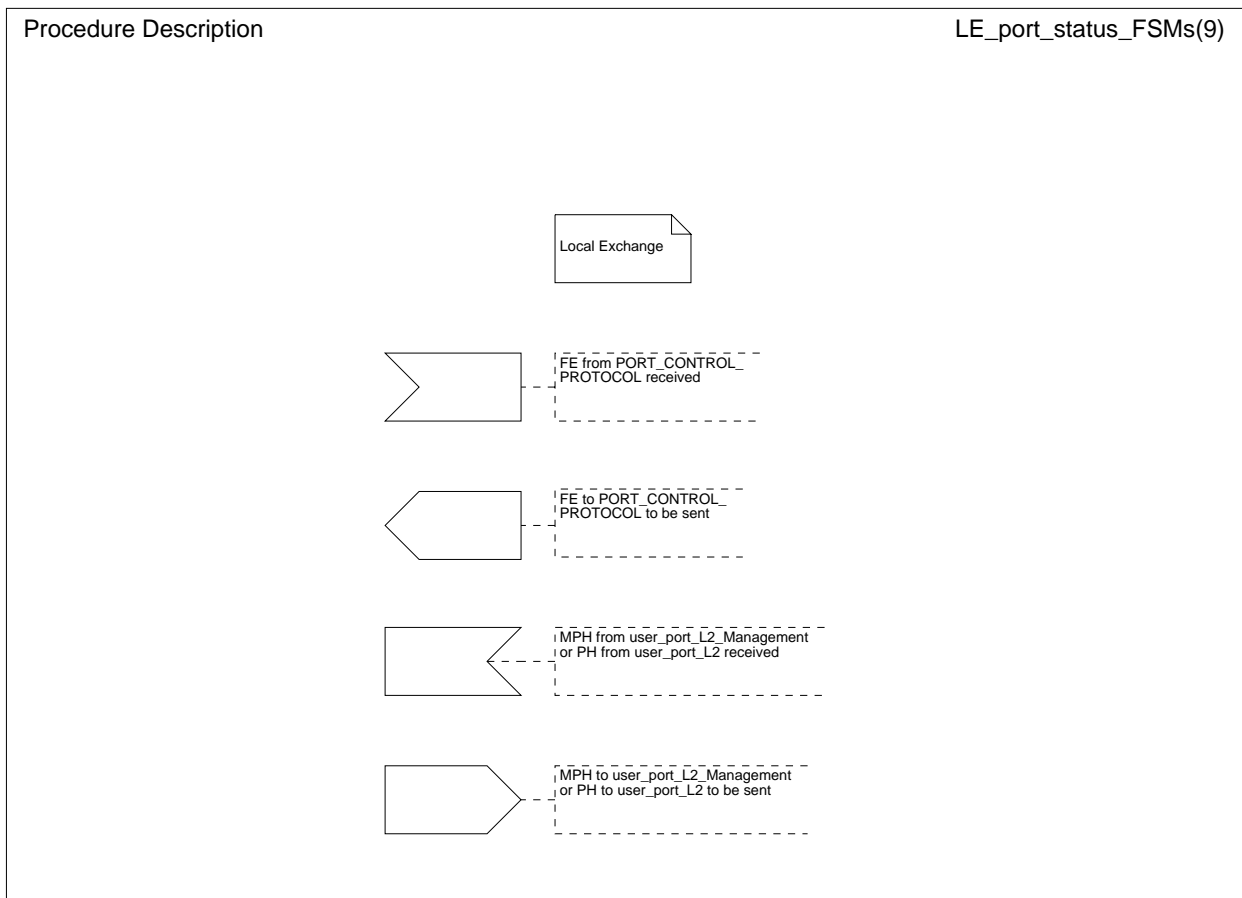 Procedure Description
LE_port_status_FSMs(9)
Local Exchange
FE from PORT_CONTROL_
PROTOCOL received
FE to PORT_CONTROL_
PROTOCOL to be sent
MPH from user_port_L2_Management
or PH from user_port_L2 received
MPH to user_port_L2_Management
or PH to user_port_L2 to be sent